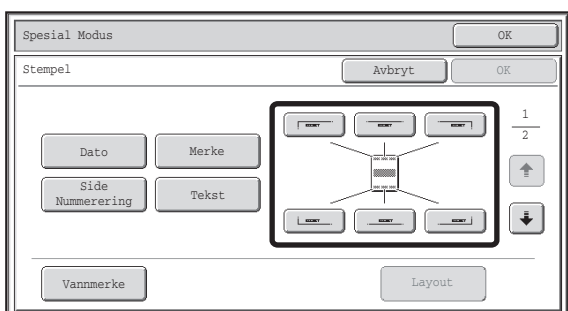 Spesial Modus
OK
Stempel
Avbryt
OK
Dato
Merke
Side
Nummerering
Tekst
1
2
Vannmerke
Layout